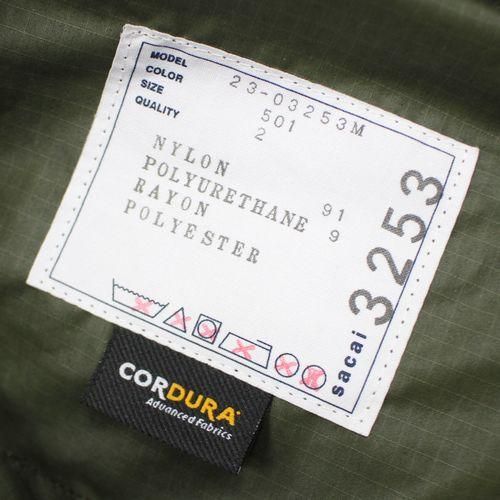 MODEL 23-03253M
COLOR 501
SIZE 2
QUALITY
NYLON 91
POLYURETHANE 9
RAYON
POLYESTER
sacai 3253
CORDURA®
Advanced Fabrics